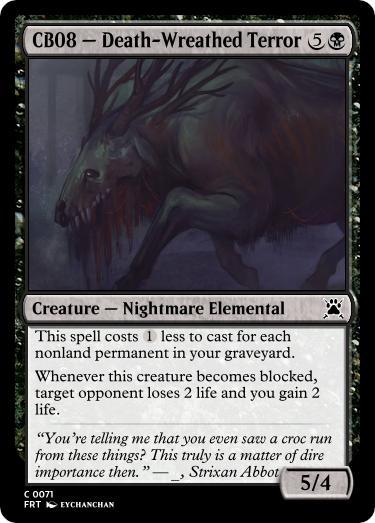 CB08 — Death-Wreathed Terror 5
Creature — Nightmare Elemental
This spell costs 1 less to cast for each
nonland permanent in your graveyard.
Whenever this creature becomes blocked,
target opponent loses 2 life and you gain 2
life.
“You’re telling me that you even saw a croc run
from these things? This truly is a matter of dire
importance then.” — _, Strixan Abbot
5/4
C 0071
FRT EYCHANCHAN